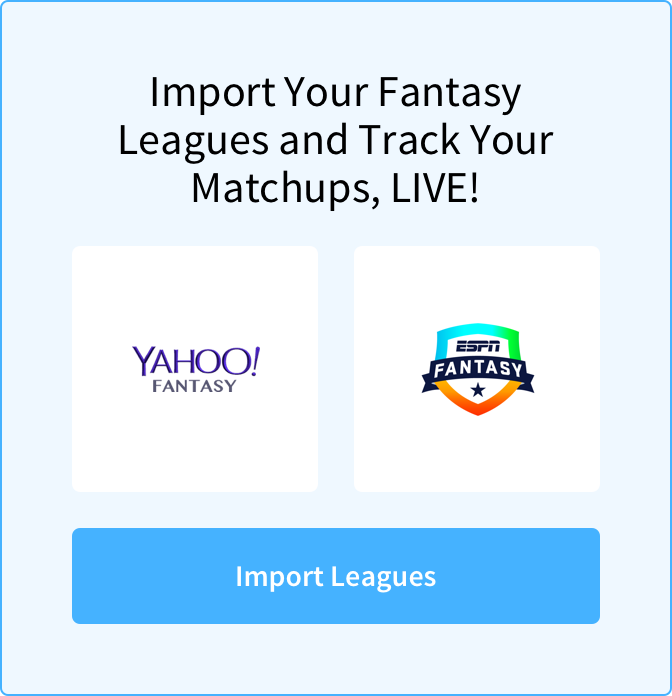 Import Your Fantasy
Leagues and Track Your
Matchups, LIVE!
YAHOO!
FANTASY
ESPN
FANTASY
Import Leagues